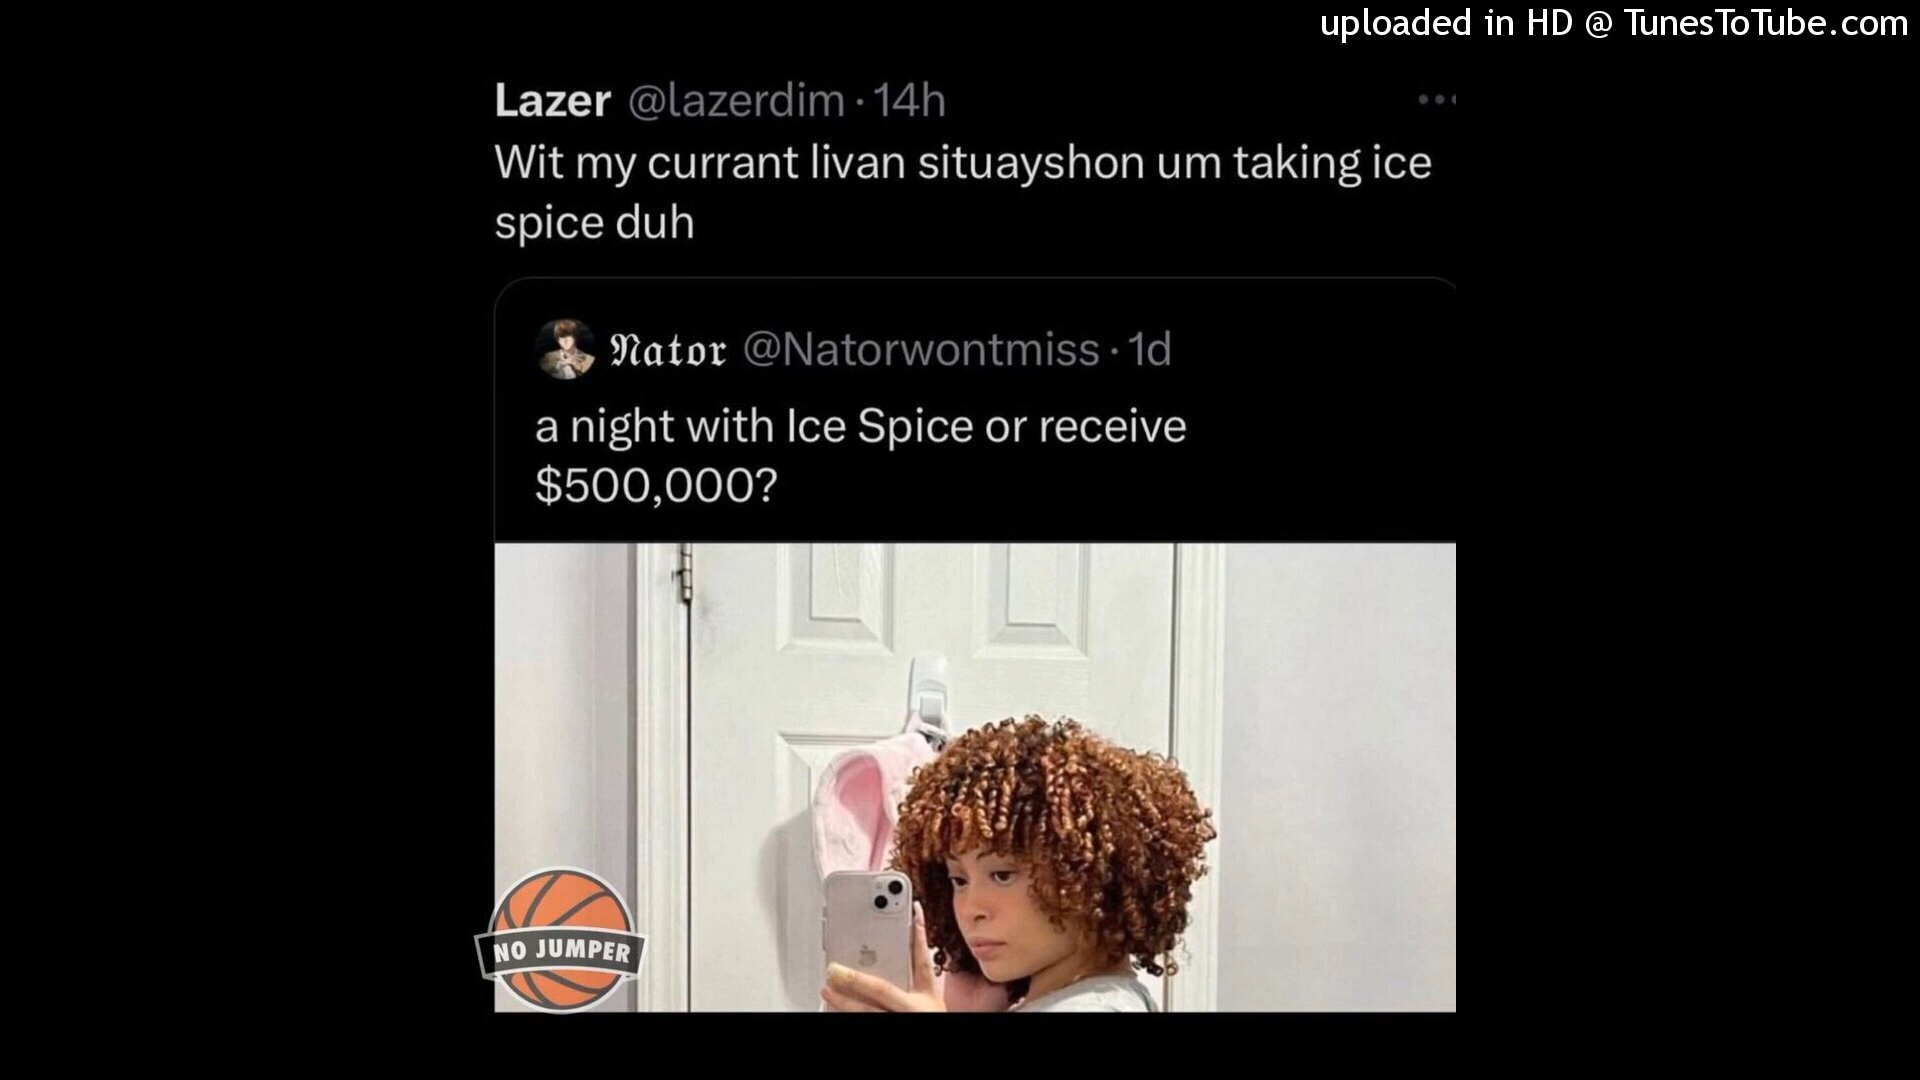 uploaded in HD @ TunesToTube.com
Lazer @lazerdim · 14h
Wit my currant livan situayshon um taking ice
spice duh
𝕹𝖆𝖙𝖔𝖗 @Natorwontmiss · 1d
a night with Ice Spice or receive
$500,000?
NO JUMPER